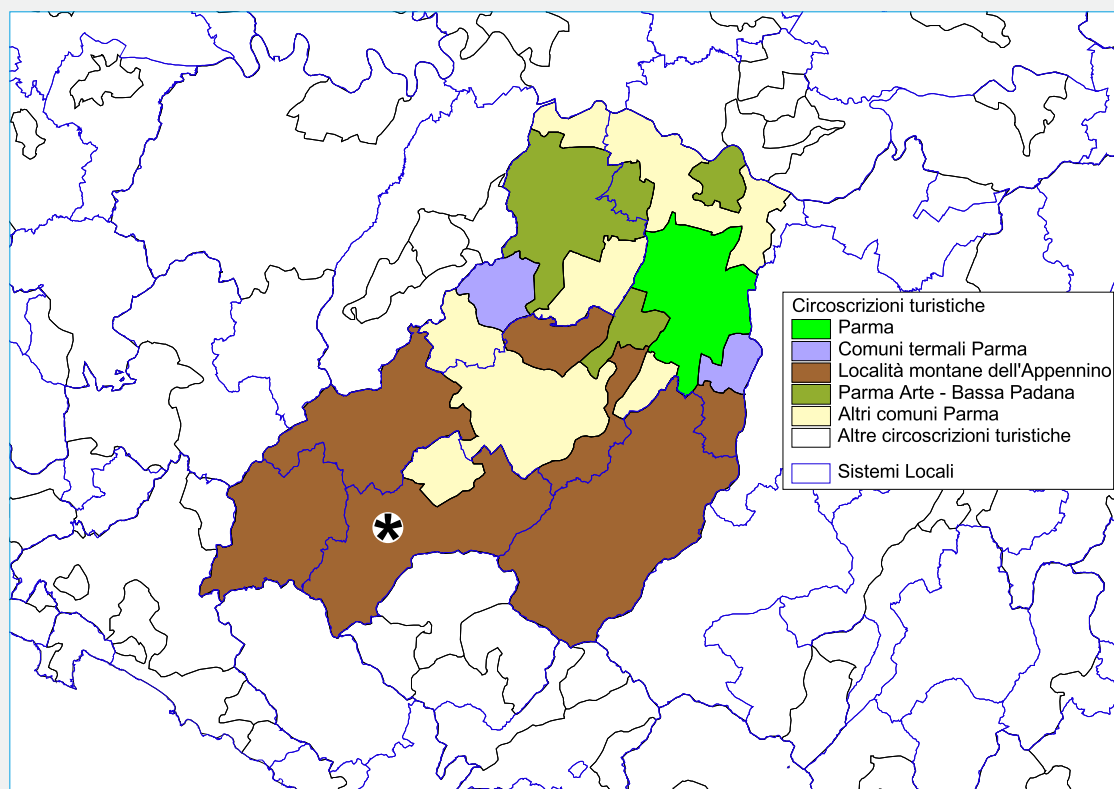 Circoscrizioni turistiche
Parma
Comuni termali Parma
Località montane dell'Appennino
Parma Arte - Bassa Padana
Altri comuni Parma
Altre circoscrizioni turistiche
Sistemi Locali
*